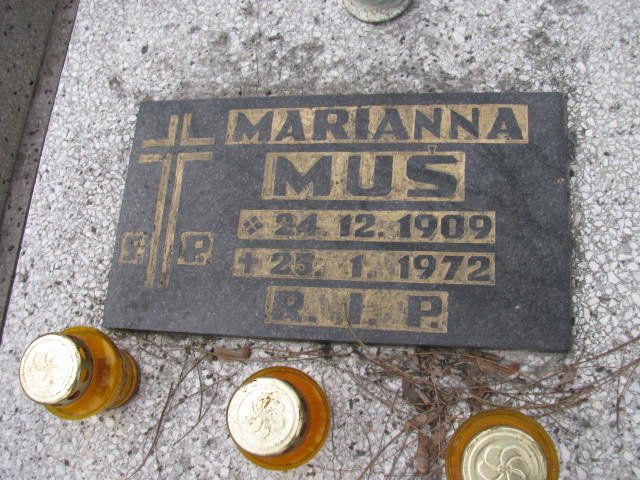 MARIANNA
MUŚ
24. 12. 1909
Ś. P.
25. 1. 1972
R. I. P.